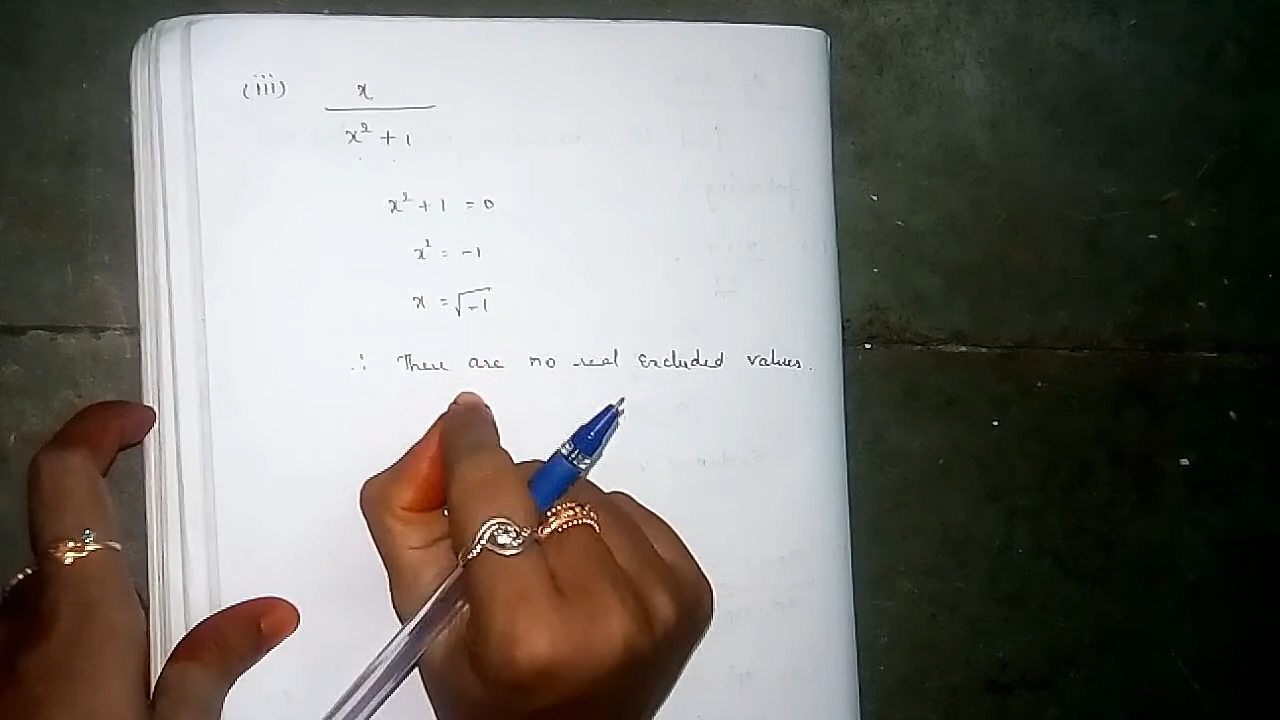 (iii) x
x² + 1
x² + 1 = 0
x² = -1
x = √-1
∴ There are no real Excluded values.